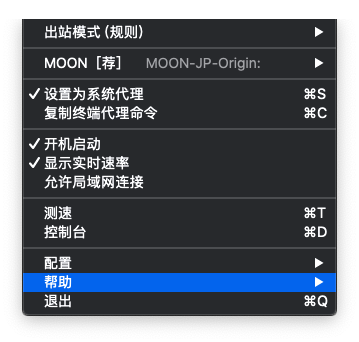 出站模式 (规则) ▶
MOON［荐］ MOON-JP-Origin: ▶
✓ 设置为系统代理 ⌘S
复制终端代理命令 ⌘C
✓ 开机启动
✓ 显示实时速率
允许局域网连接
测速 ⌘T
控制台 ⌘D
配置 ▶
帮助 ▶
退出 ⌘Q